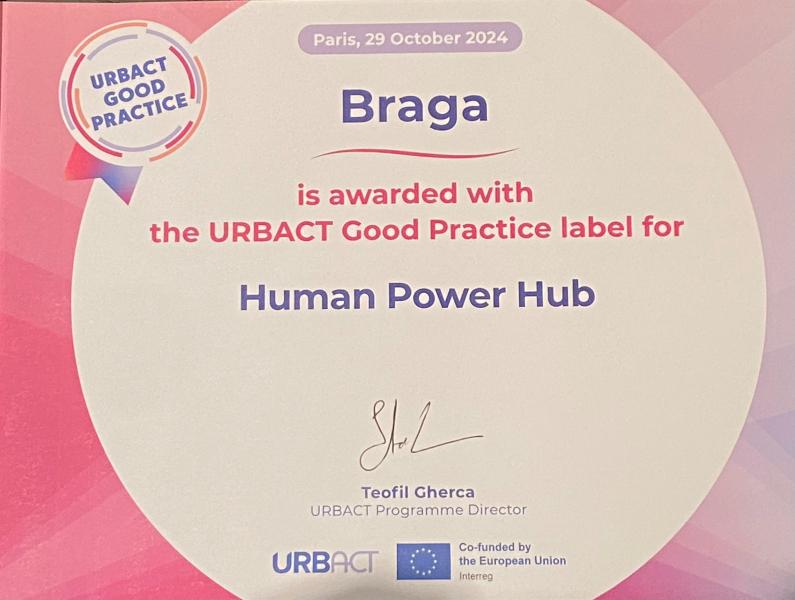 Paris, 29 October 2024
URBACT
GOOD
PRACTICE
Braga
is awarded with
the URBACT Good Practice label for
Human Power Hub
Teofil Gherca
URBACT Programme Director
URBACT
Co-funded by
the European Union
Interreg